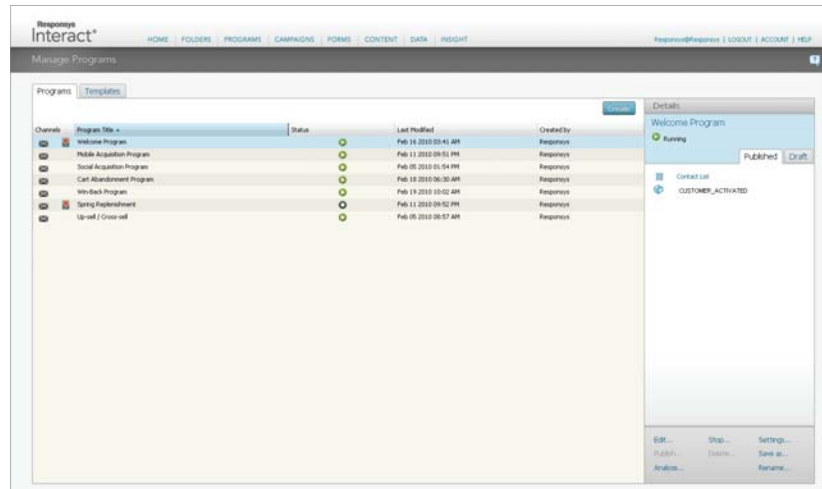 Responsys
Interact®
HOME | FOLDERS | PROGRAMS | CAMPAIGNS | FORMS | CONTENT | DATA | INSIGHT
Responsys@Responsys | LOGOUT | ACCOUNT | HELP
Manage Programs
Programs Templates
Create
Channels Program Title Status Last Modified Created by
Welcome Program Feb 16 2010 03:41 AM Responsys
Mobile Acquisition Program Feb 11 2010 09:51 PM Responsys
Social Acquisition Program Feb 05 2010 01:54 PM Responsys
Cart Abandonment Program Feb 18 2010 06:30 AM Responsys
Win-Back Program Feb 19 2010 10:02 AM Responsys
Spring Replenishment Feb 11 2010 09:52 PM Responsys
Up-sell / Cross-sell Feb 05 2010 08:57 AM Responsys
Details
Welcome Program
Running
Published Draft
Contact List
CUSTOMER_ACTIVATED
Edit... Stop... Settings...
Publish... Delete... Save as...
Analyze... Rename...